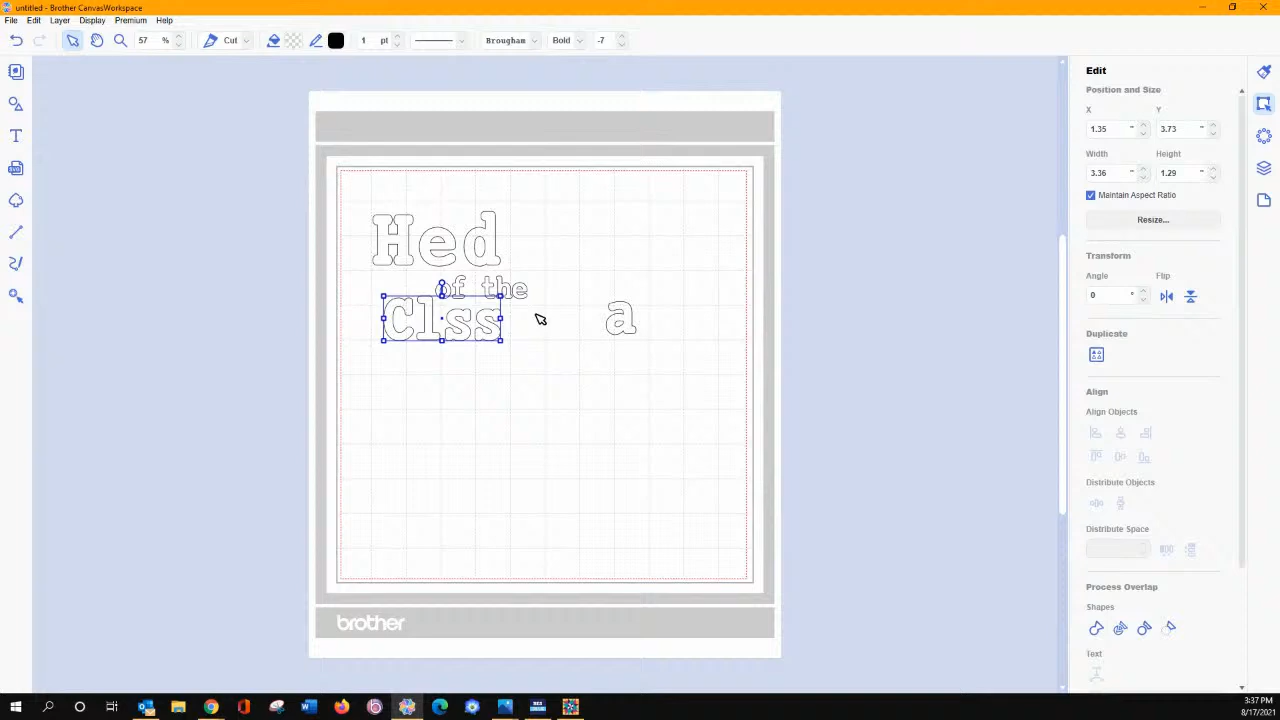 untitled - Brother CanvasWorkspace
File Edit Layer Display Premium Help
57 % Cut 1 pt Brougham Bold -7
Edit
Position and Size
X Y
1.35 " 3.73 "
Width Height
3.36 " 1.29 "
Maintain Aspect Ratio
Resize...
Transform
Angle Flip
0 °
Duplicate
Align
Align Objects
Distribute Objects
Distribute Space
Process Overlap
Shapes
Text
Hed
of the
Clss a
brother
3:37 PM
8/17/2021